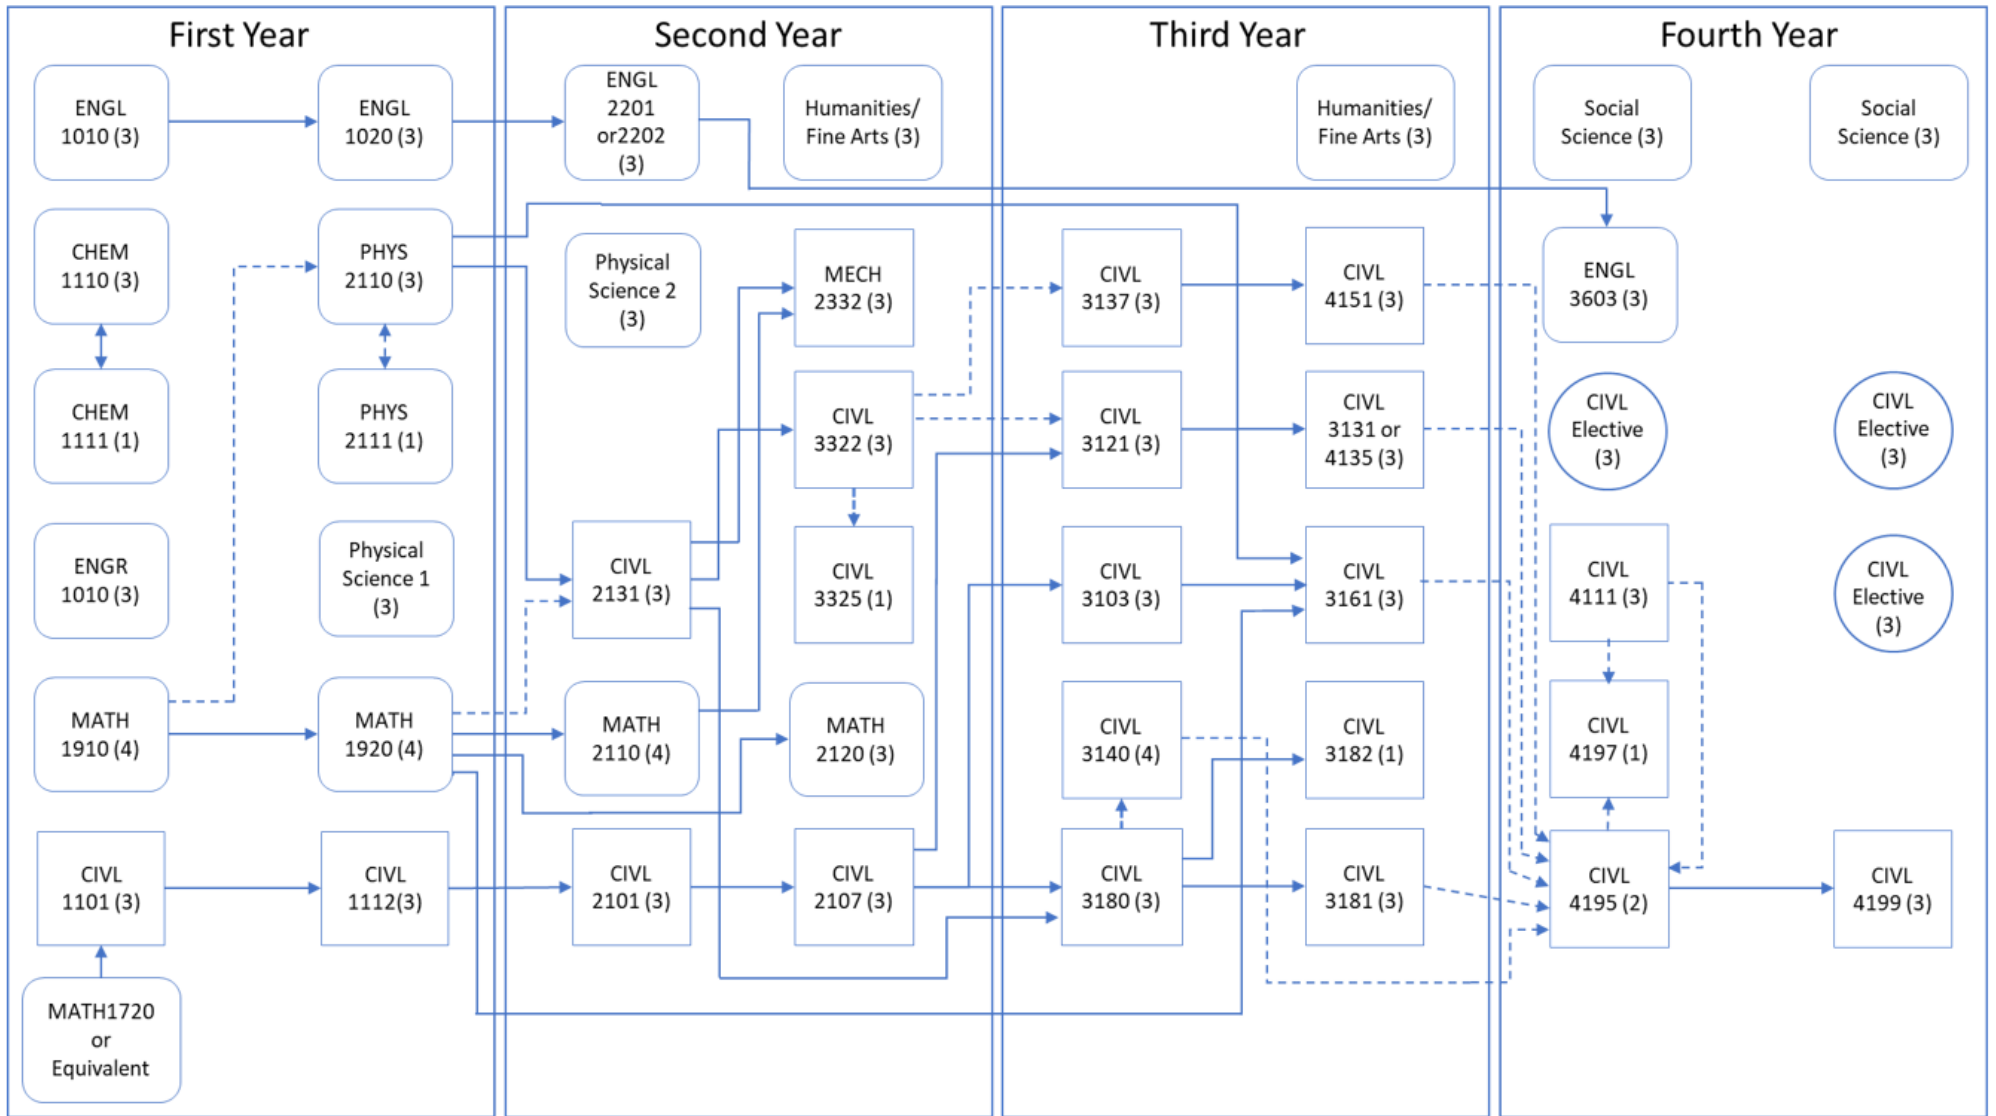 First Year
Second Year
Third Year
Fourth Year
ENGL
1010 (3)
ENGL
1020 (3)
ENGL
2201
or2202
(3)
Humanities/
Fine Arts (3)
Humanities/
Fine Arts (3)
Social
Science (3)
Social
Science (3)
CHEM
1110 (3)
PHYS
2110 (3)
Physical
Science 2
(3)
MECH
2332 (3)
CIVL
3137 (3)
CIVL
4151 (3)
ENGL
3603 (3)
CHEM
1111 (1)
PHYS
2111 (1)
CIVL
3322 (3)
CIVL
3121 (3)
CIVL
3131 or
4135 (3)
CIVL
Elective
(3)
CIVL
Elective
(3)
ENGR
1010 (3)
Physical
Science 1
(3)
CIVL
2131 (3)
CIVL
3325 (1)
CIVL
3103 (3)
CIVL
3161 (3)
CIVL
4111 (3)
CIVL
Elective
(3)
MATH
1910 (4)
MATH
1920 (4)
MATH
2110 (4)
MATH
2120 (3)
CIVL
3140 (4)
CIVL
3182 (1)
CIVL
4197 (1)
CIVL
1101 (3)
CIVL
1112(3)
CIVL
2101 (3)
CIVL
2107 (3)
CIVL
3180 (3)
CIVL
3181 (3)
CIVL
4195 (2)
CIVL
4199 (3)
MATH1720
or
Equivalent